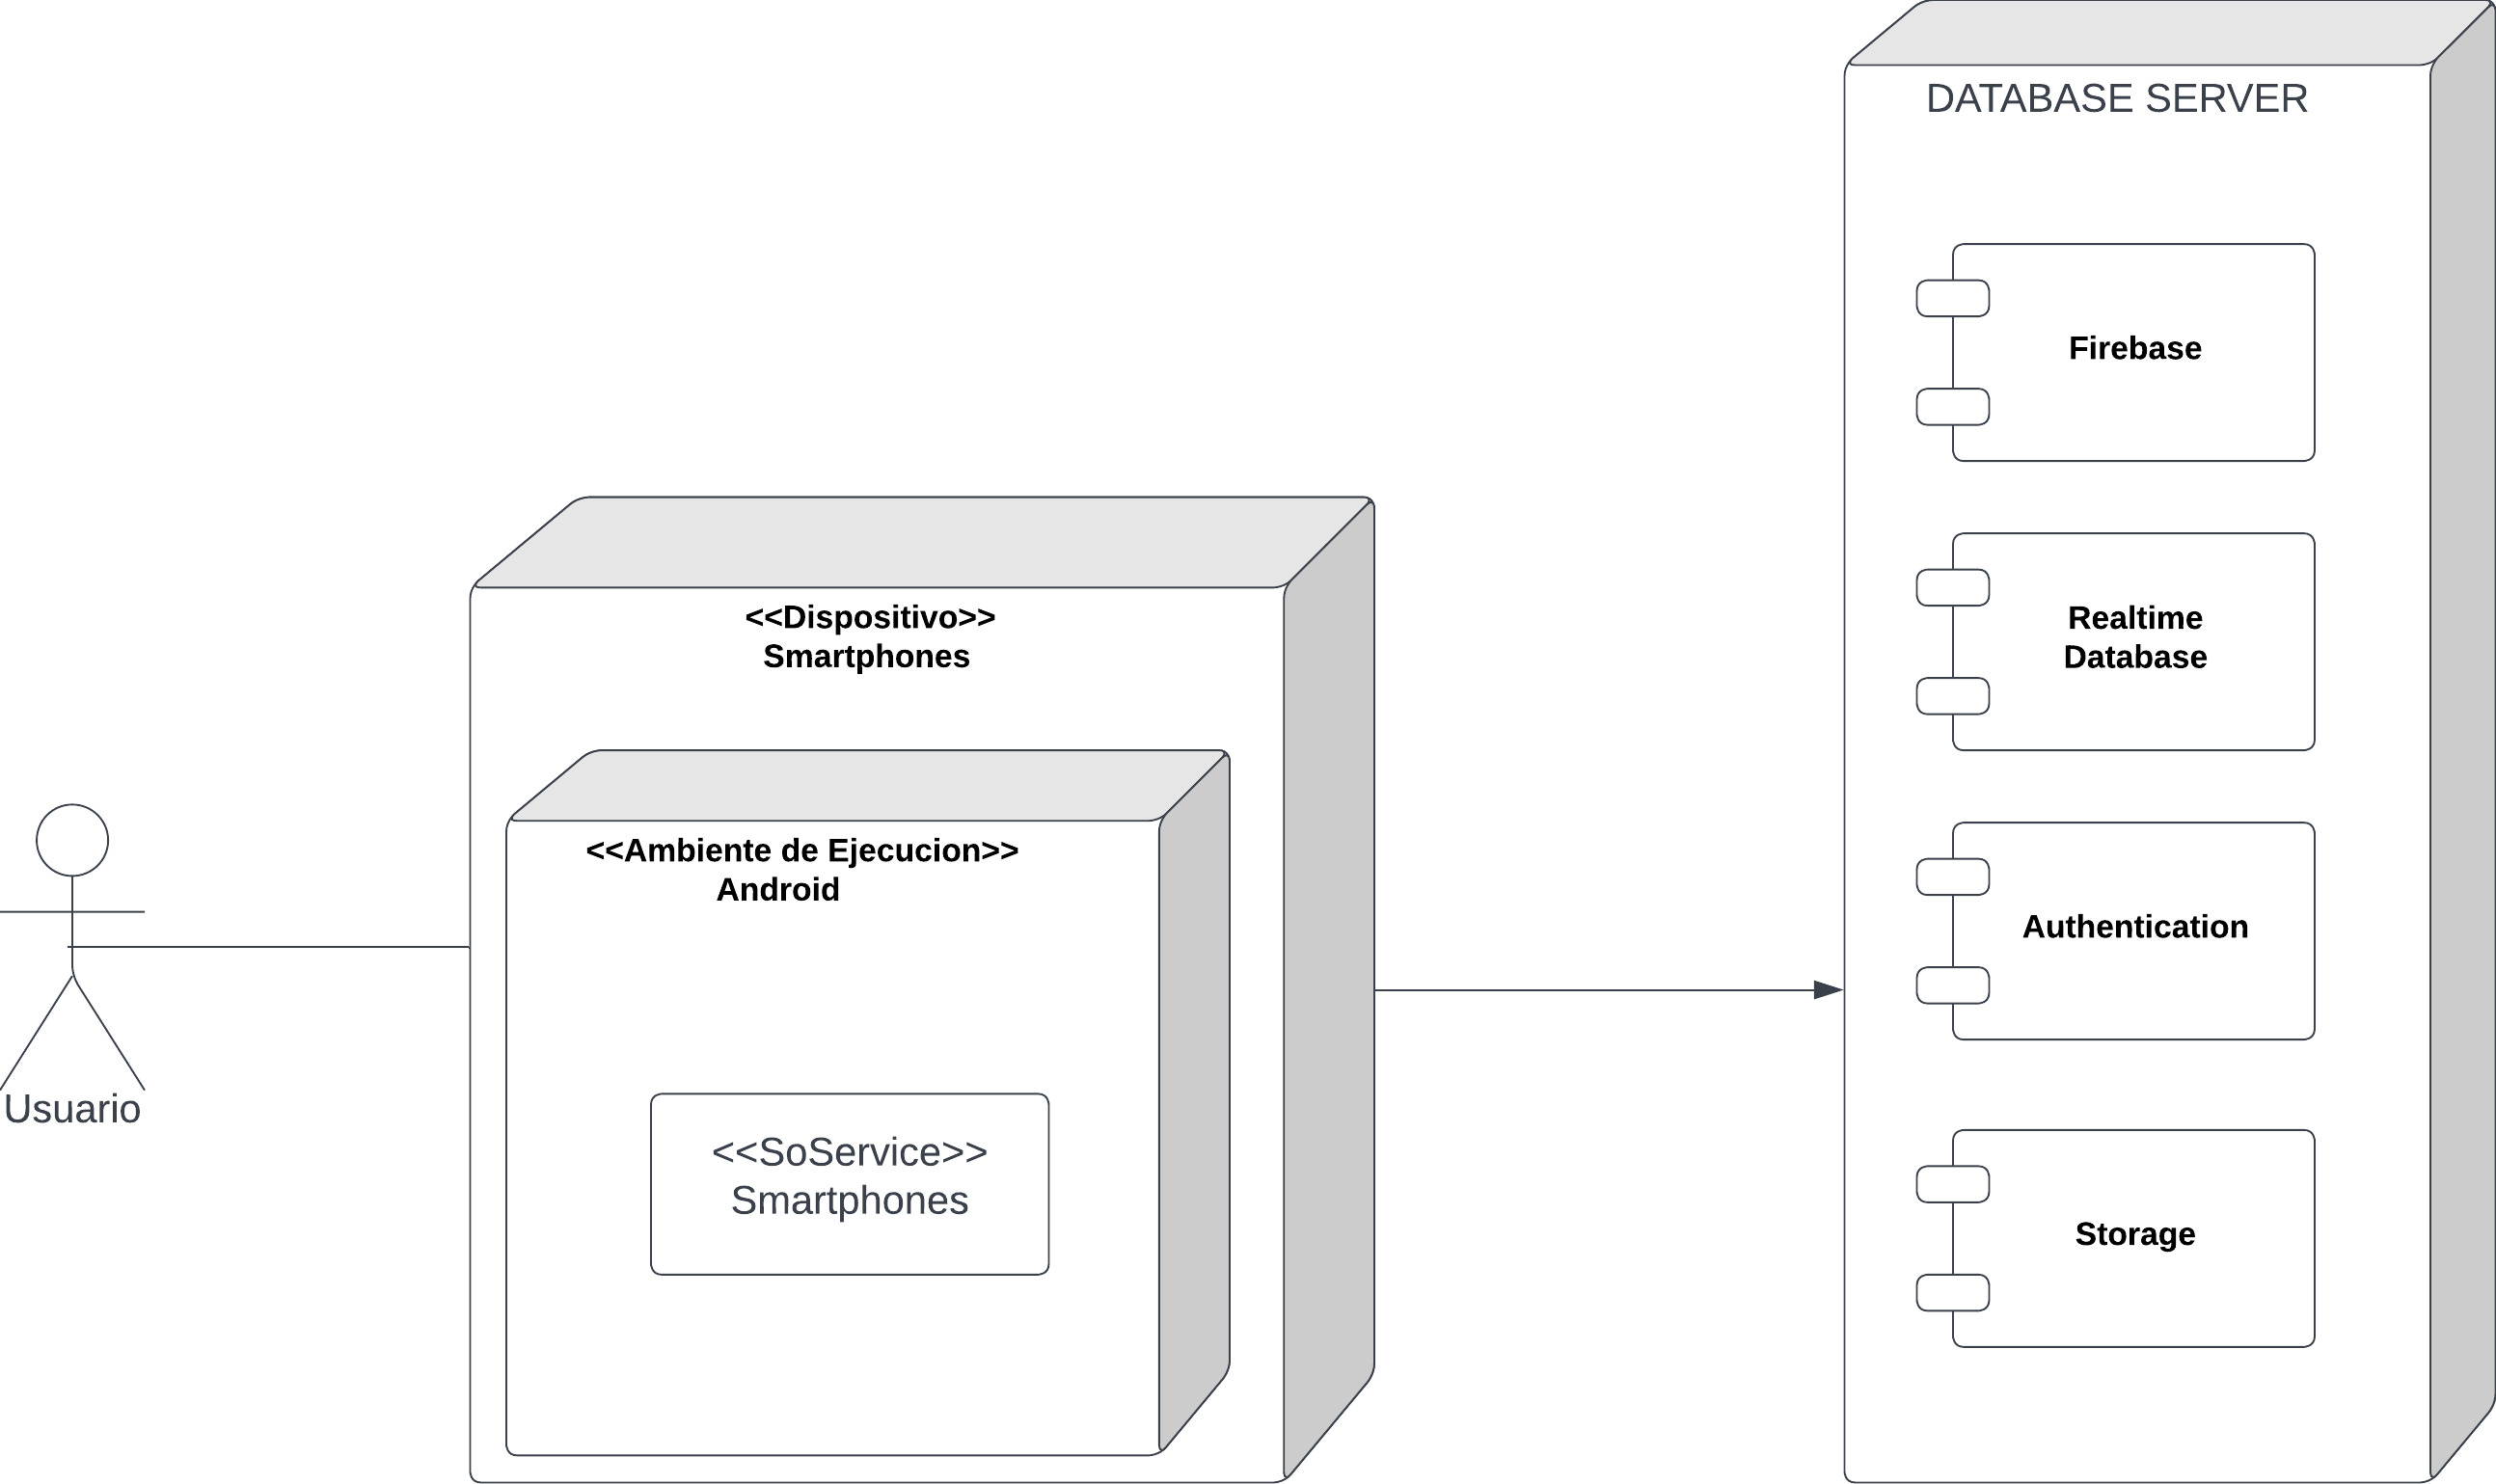 DATABASE SERVER
Firebase
Realtime
Database
Authentication
Storage
<<Dispositivo>>
Smartphones
<<Ambiente de Ejecucion>>
Android
<<SoService>>
Smartphones
Usuario